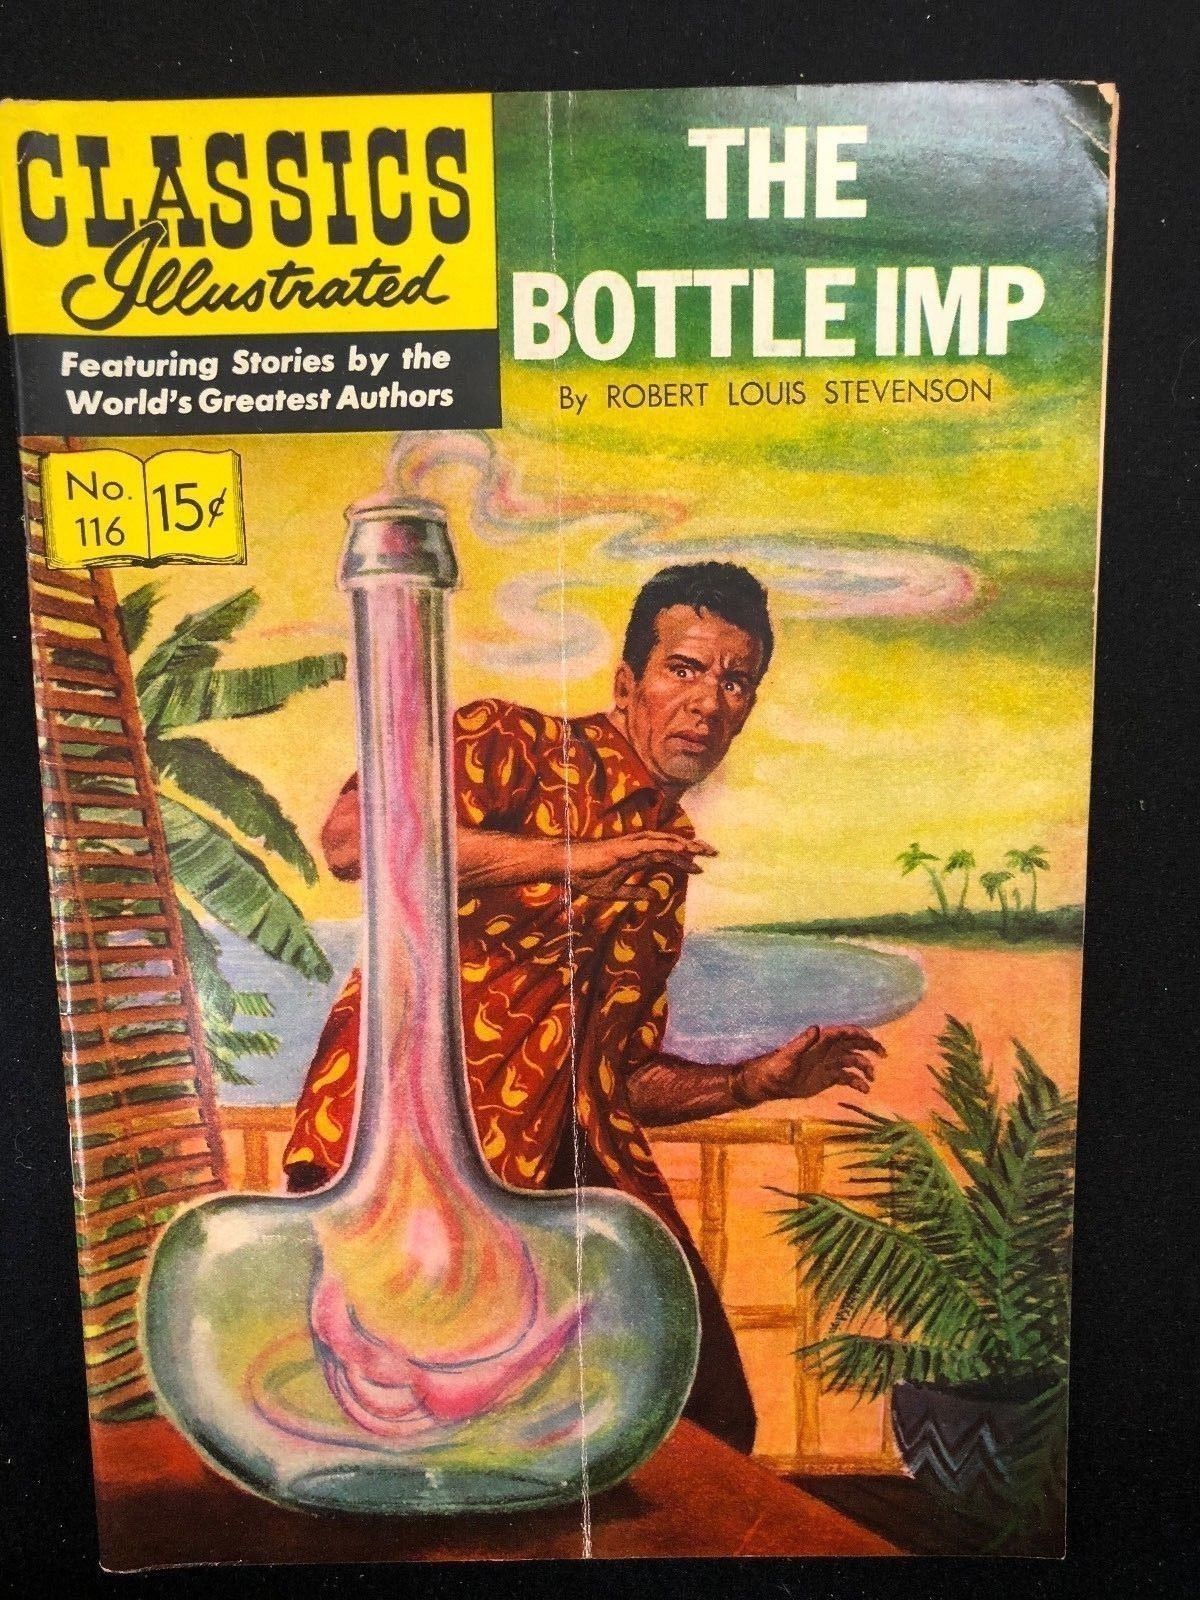 CLASSICS
Illustrated
Featuring Stories by the
World's Greatest Authors
No.
116
15¢
THE
BOTTLE IMP
By ROBERT LOUIS STEVENSON